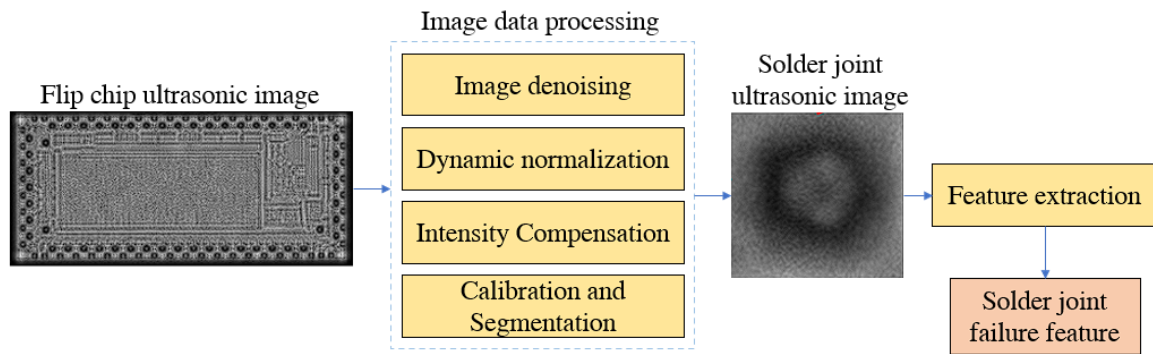 Image data processing
Flip chip ultrasonic image
Image denoising
Dynamic normalization
Intensity Compensation
Calibration and
Segmentation
Solder joint
ultrasonic image
Feature extraction
Solder joint
failure feature